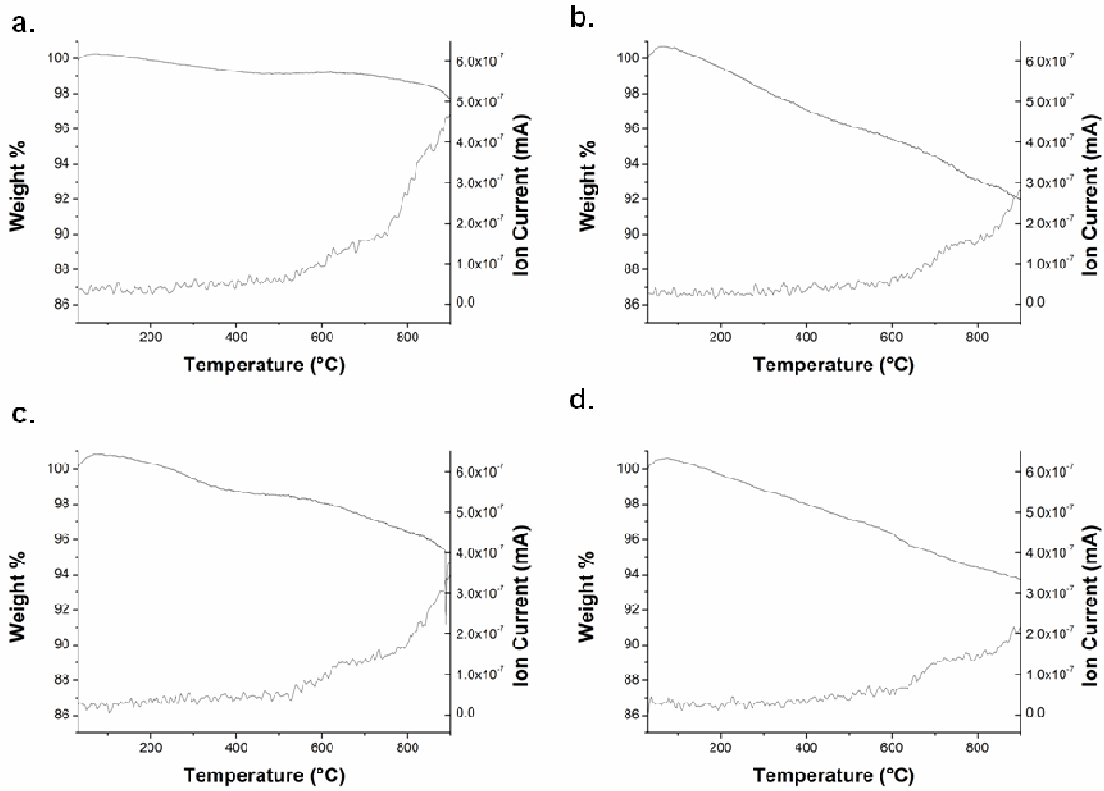 a.
100
98
96
94
92
90
88
86
Weight %
6.0x10⁻⁷
5.0x10⁻⁷
4.0x10⁻⁷
3.0x10⁻⁷
2.0x10⁻⁷
1.0x10⁻⁷
0.0
Ion Current (mA)
200 400 600 800
Temperature (°C)
b.
100
98
96
94
92
90
88
86
Weight %
6.0x10⁻⁷
5.0x10⁻⁷
4.0x10⁻⁷
3.0x10⁻⁷
2.0x10⁻⁷
1.0x10⁻⁷
0.0
Ion Current (mA)
200 400 600 800
Temperature (°C)
c.
100
98
96
94
92
90
88
86
Weight %
6.0x10⁻⁷
5.0x10⁻⁷
4.0x10⁻⁷
3.0x10⁻⁷
2.0x10⁻⁷
1.0x10⁻⁷
0.0
Ion Current (mA)
200 400 600 800
Temperature (°C)
d.
100
98
96
94
92
90
88
86
Weight %
6.0x10⁻⁷
5.0x10⁻⁷
4.0x10⁻⁷
3.0x10⁻⁷
2.0x10⁻⁷
1.0x10⁻⁷
0.0
Ion Current (mA)
200 400 600 800
Temperature (°C)